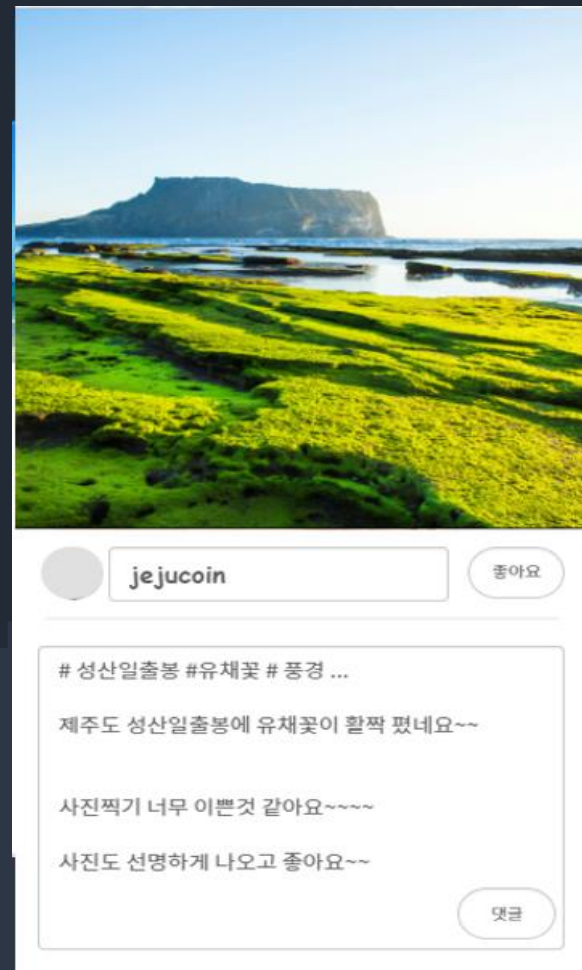 jejucoin
좋아요
# 성산일출봉 #유채꽃 # 풍경 ...
제주도 성산일출봉에 유채꽃이 활짝 폈네요~~
사진찍기 너무 이쁜것 같아요~~~~
사진도 선명하게 나오고 좋아요~~
댓글